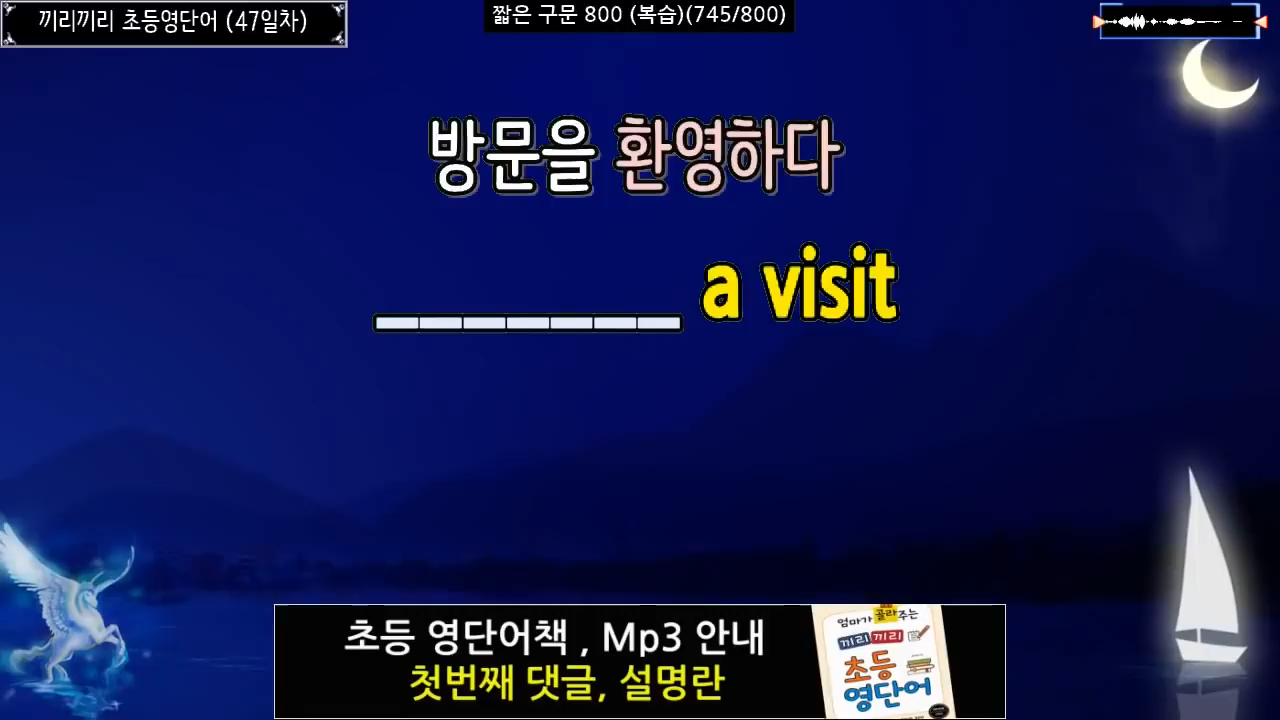 끼리끼리 초등영단어 (47일차)
짧은 구문 800 (복습)(745/800)
방문을 환영하다
_______ a visit
초등 영단어책 , Mp3 안내
첫번째 댓글, 설명란
엄마가 골라주는
끼리끼리
초등
영단어